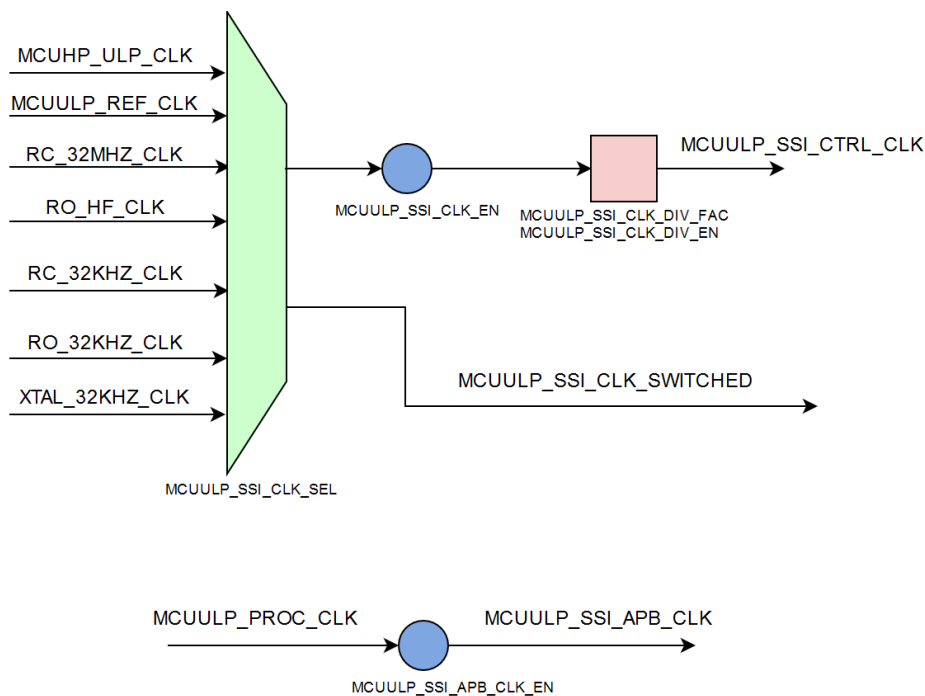 MCUHP_ULP_CLK
MCUULP_REF_CLK
RC_32MHZ_CLK
RO_HF_CLK
RC_32KHZ_CLK
RO_32KHZ_CLK
XTAL_32KHZ_CLK
MCUULP_SSI_CLK_SEL
MCUULP_SSI_CLK_EN
MCUULP_SSI_CLK_DIV_FAC
MCUULP_SSI_CLK_DIV_EN
MCUULP_SSI_CTRL_CLK
MCUULP_SSI_CLK_SWITCHED
MCUULP_PROC_CLK
MCUULP_SSI_APB_CLK
MCUULP_SSI_APB_CLK_EN